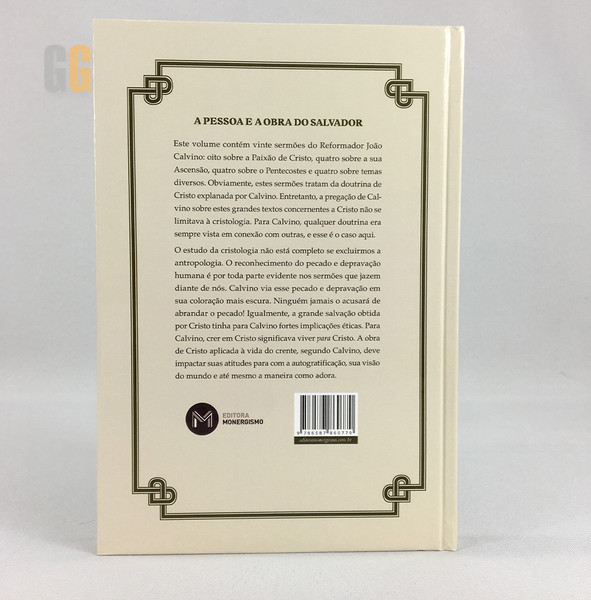 GG
A PESSOA E A OBRA DO SALVADOR
Este volume contém vinte sermões do Reformador João
Calvino: oito sobre a Paixão de Cristo, quatro sobre a sua
Ascensão, quatro sobre o Pentecostes e quatro sobre temas
diversos. Obviamente, estes sermões tratam da doutrina de
Cristo explanada por Calvino. Entretanto, a pregação de Cal-
vino sobre estes grandes textos concernentes a Cristo não se
limitava à cristologia. Para Calvino, qualquer doutrina era
sempre vista em conexão com outras, e esse é o caso aqui.
O estudo da cristologia não está completo se excluirmos a
antropologia. O reconhecimento do pecado e depravação
humana é por toda parte evidente nos sermões que jazem
diante de nós. Calvino via esse pecado e depravação em
sua coloração mais escura. Ninguém jamais o acusará de
abrandar o pecado! Igualmente, a grande salvação obtida
por Cristo tinha para Calvino fortes implicações éticas. Para
Calvino, crer em Cristo significava viver para Cristo. A obra
de Cristo aplicada à vida do crente, segundo Calvino, deve
impactar suas atitudes para com a autogratificação, sua visão
do mundo e até mesmo a maneira como adora.
M
EDITORA
MONERGISMO